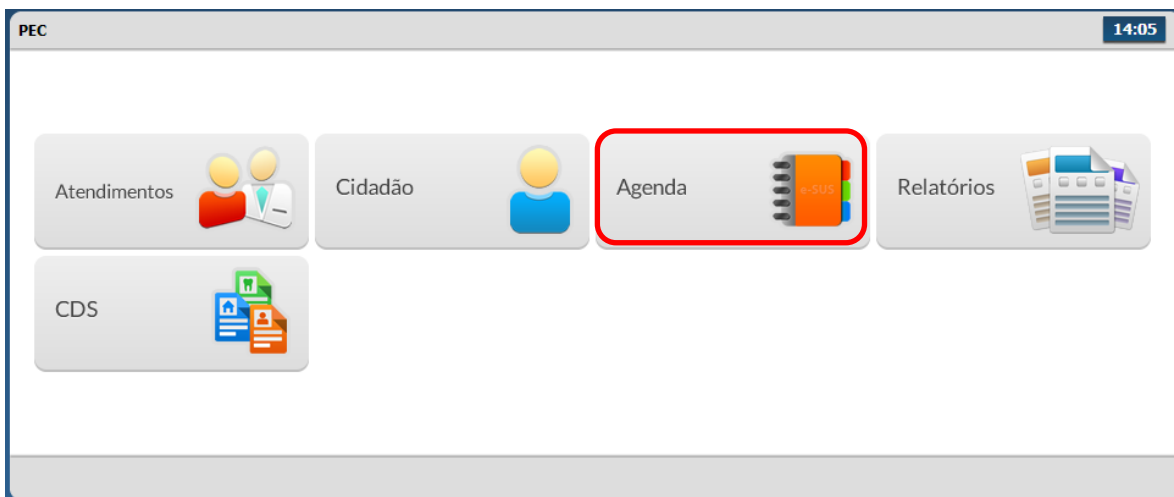 PEC
14:05
Atendimentos
Cidadão
Agenda
e-SUS
Relatórios
CDS